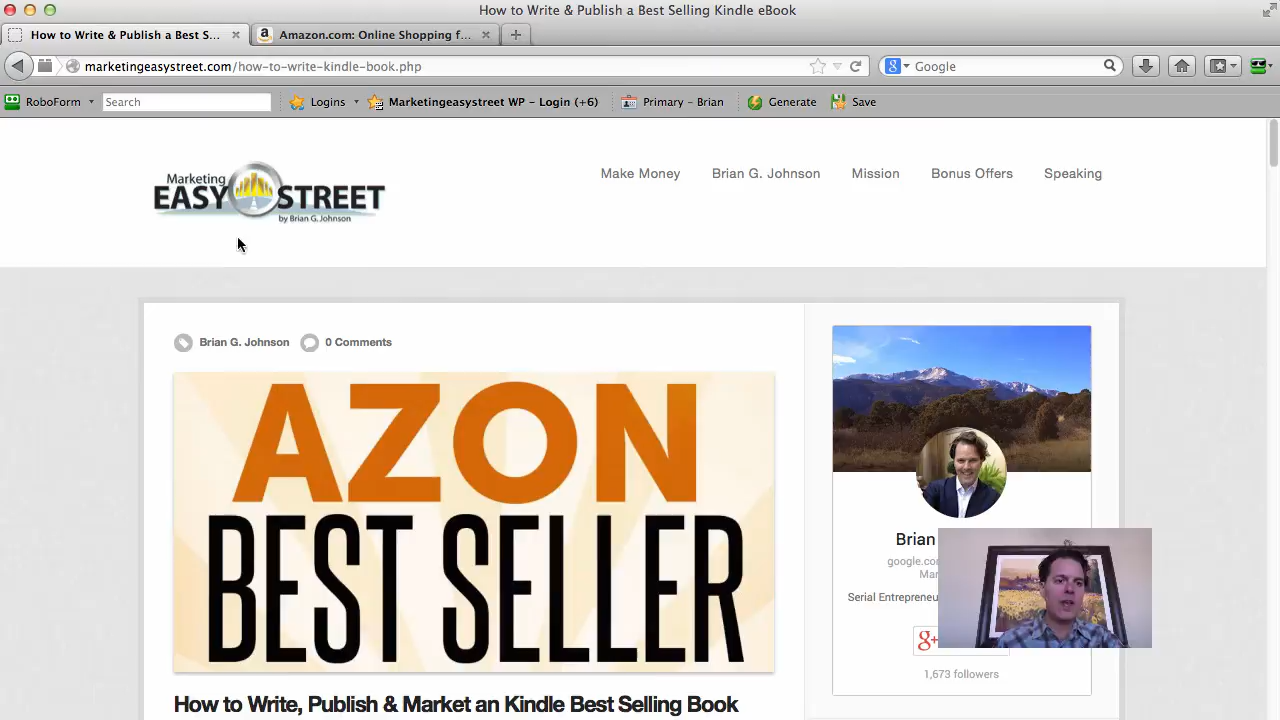 How to Write & Publish a Best Selling Kindle eBook
How to Write & Publish a Best S...
Amazon.com: Online Shopping f...
marketingeasystreet.com/how-to-write-kindle-book.php
Google
RoboForm
Search
Logins
Marketingeasystreet WP - Login (+6)
Primary - Brian
Generate
Save
Marketing
EASY STREET
by Brian G. Johnson
Make Money
Brian G. Johnson
Mission
Bonus Offers
Speaking
Brian G. Johnson
0 Comments
AZON
BEST SELLER
How to Write, Publish & Market an Kindle Best Selling Book
Brian
google.co
Mar
Serial Entrepreneu
g+
1,673 followers